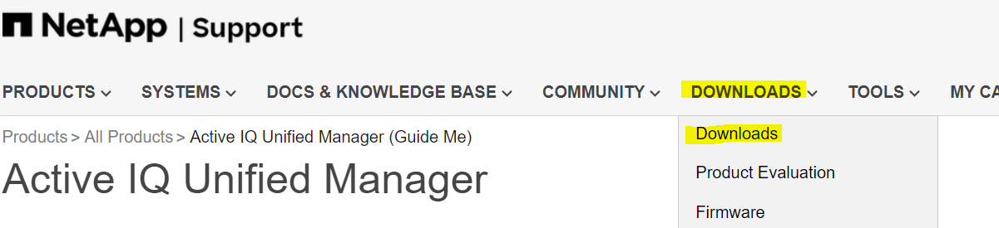 NetApp | Support
PRODUCTS SYSTEMS DOCS & KNOWLEDGE BASE COMMUNITY DOWNLOADS TOOLS MY CA
Products > All Products > Active IQ Unified Manager (Guide Me)
Downloads
Active IQ Unified Manager
Product Evaluation
Firmware